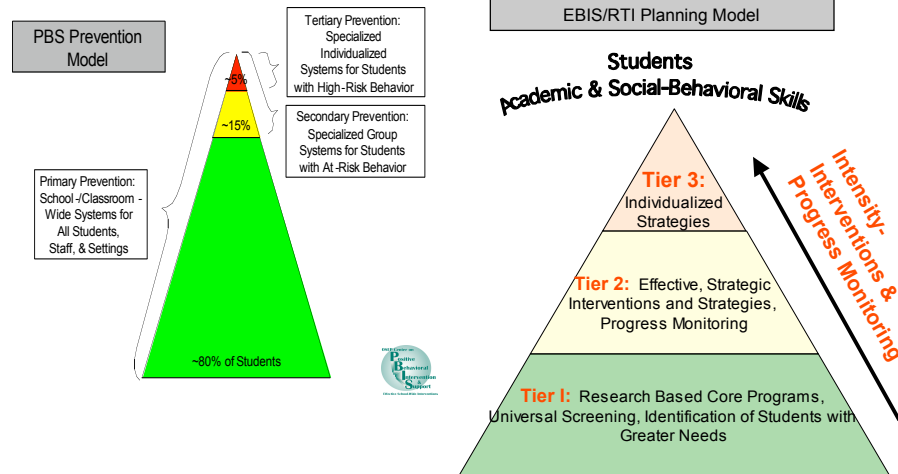 PBS Prevention
Model
Tertiary Prevention:
Specialized
Individualized
Systems for Students
with High-Risk Behavior
~5%
Secondary Prevention:
Specialized Group
Systems for Students
with At -Risk Behavior
~15%
Primary Prevention:
School-/Classroom -
Wide Systems for
All Students,
Staff, & Settings
~80% of Students
Positive
Behavioral
Intervention
&
Support
EBIS/RTI Planning Model
Students
Academic & Social-Behavioral Skills
Tier 3:
Individualized
Strategies
Tier 2: Effective, Strategic
Interventions and Strategies,
Progress Monitoring
Tier I: Research Based Core Programs,
Universal Screening, Identification of Students with
Greater Needs
Intensity-
Interventions &
Progress Monitoring